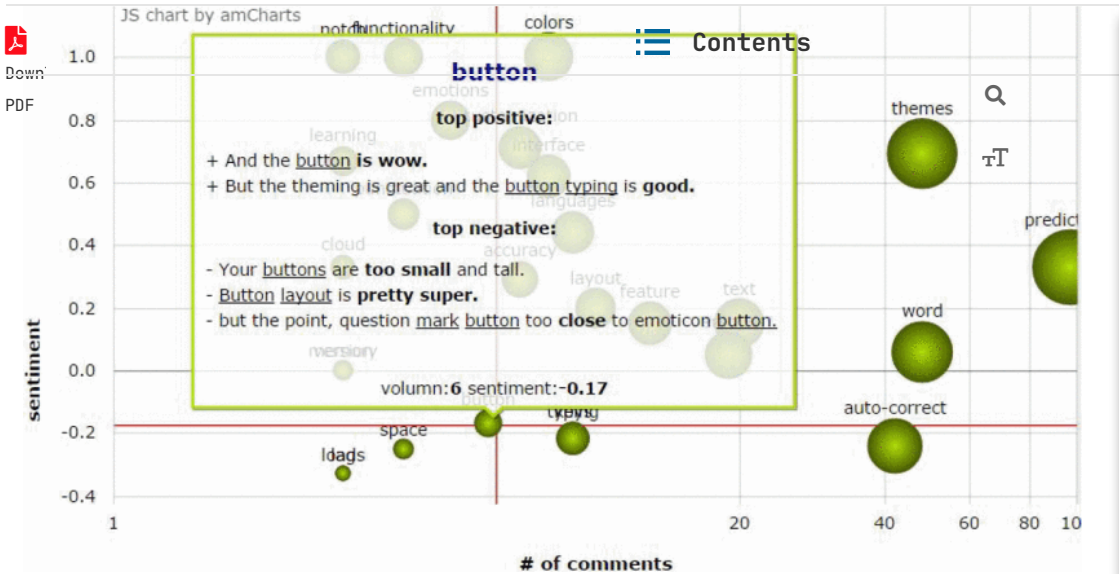 JS chart by amCharts
functionality
colors
Contents
1.0
button
PDF
emotions
themes
0.8
top positive:
learning
interface
+ And the button is wow.
0.6
+ But the theming is great and the button typing is good.
languages
predict
top negative:
0.4
cloud
accuracy
- Your buttons are too small and tall.
layout
feature
text
- Button layout is pretty super.
0.2
word
- but the point, question mark button too close to emoticon button.
0.0
volumn:6 sentiment:-0.17
button
auto-correct
typing
space
-0.2
-0.4
1
20
40
60
80
10
# of comments
sentiment